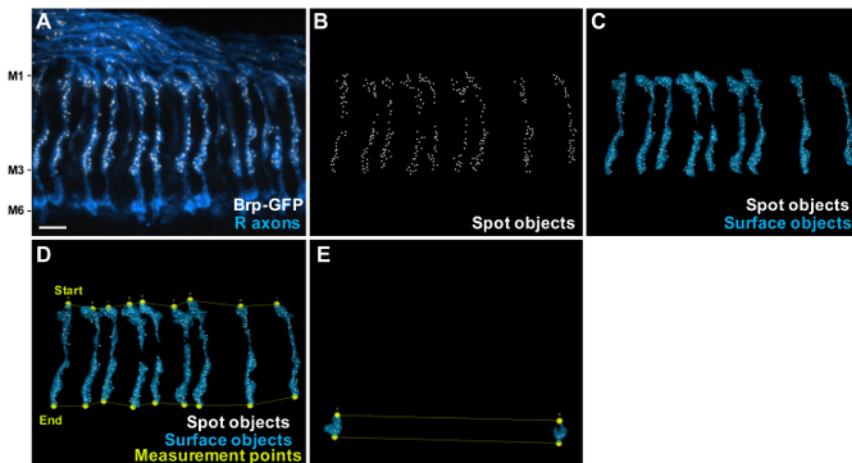 A
M1
M3
M6
Brp-GFP
R axons
B
Spot objects
C
Spot objects
Surface objects
D
Start
End
Spot objects
Surface objects
Measurement points
E